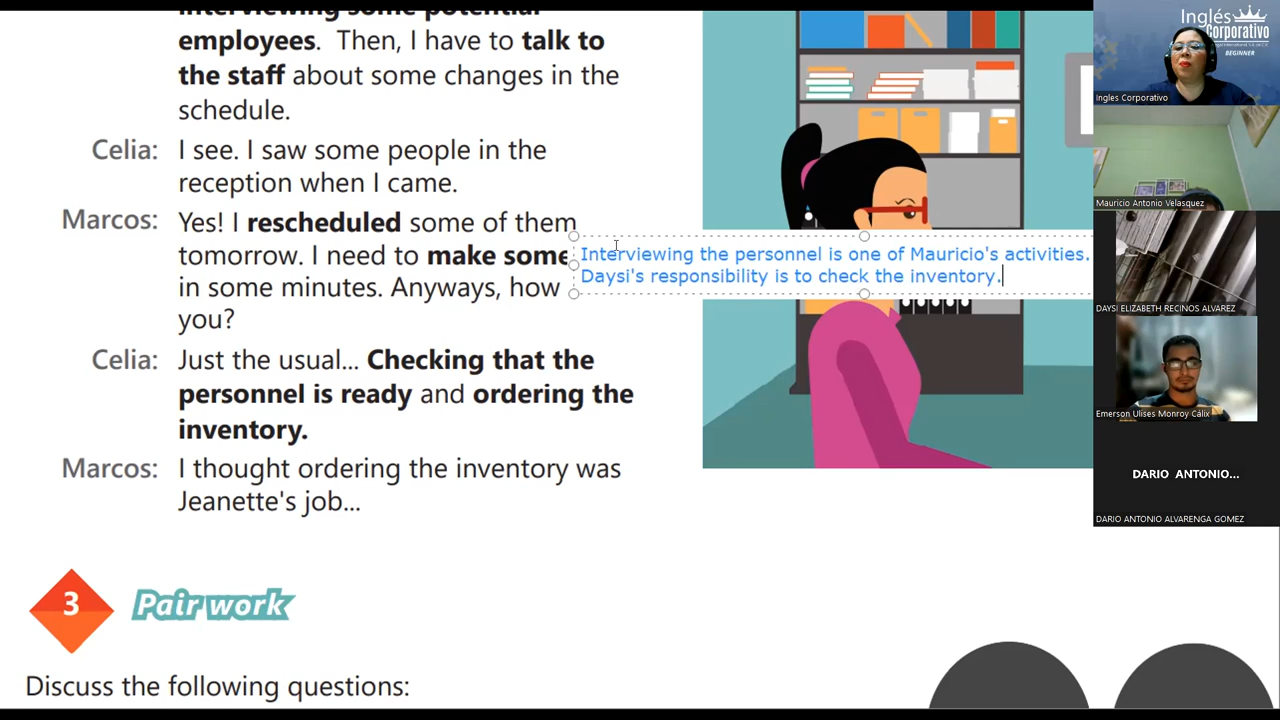 interviewing some potential
employees. Then, I have to talk to
the staff about some changes in the
schedule.
Celia: I see. I saw some people in the
reception when I came.
Marcos: Yes! I rescheduled some of them
tomorrow. I need to make some
in some minutes. Anyways, how
you?
Interviewing the personnel is one of Mauricio's activities.
Daysi's responsibility is to check the inventory.
Celia: Just the usual... Checking that the
personnel is ready and ordering the
inventory.
Marcos: I thought ordering the inventory was
Jeanette's job...
3 Pair work
Discuss the following questions:
Inglés
Corporativo
BEGINNER
Ingles Corporativo
Mauricio Antonio Velasquez
DAYSI ELIZABETH RECINOS ALVAREZ
Emerson Ulises Monroy Cálix
DARIO ANTONIO...
DARIO ANTONIO ALVARENGA GOMEZ